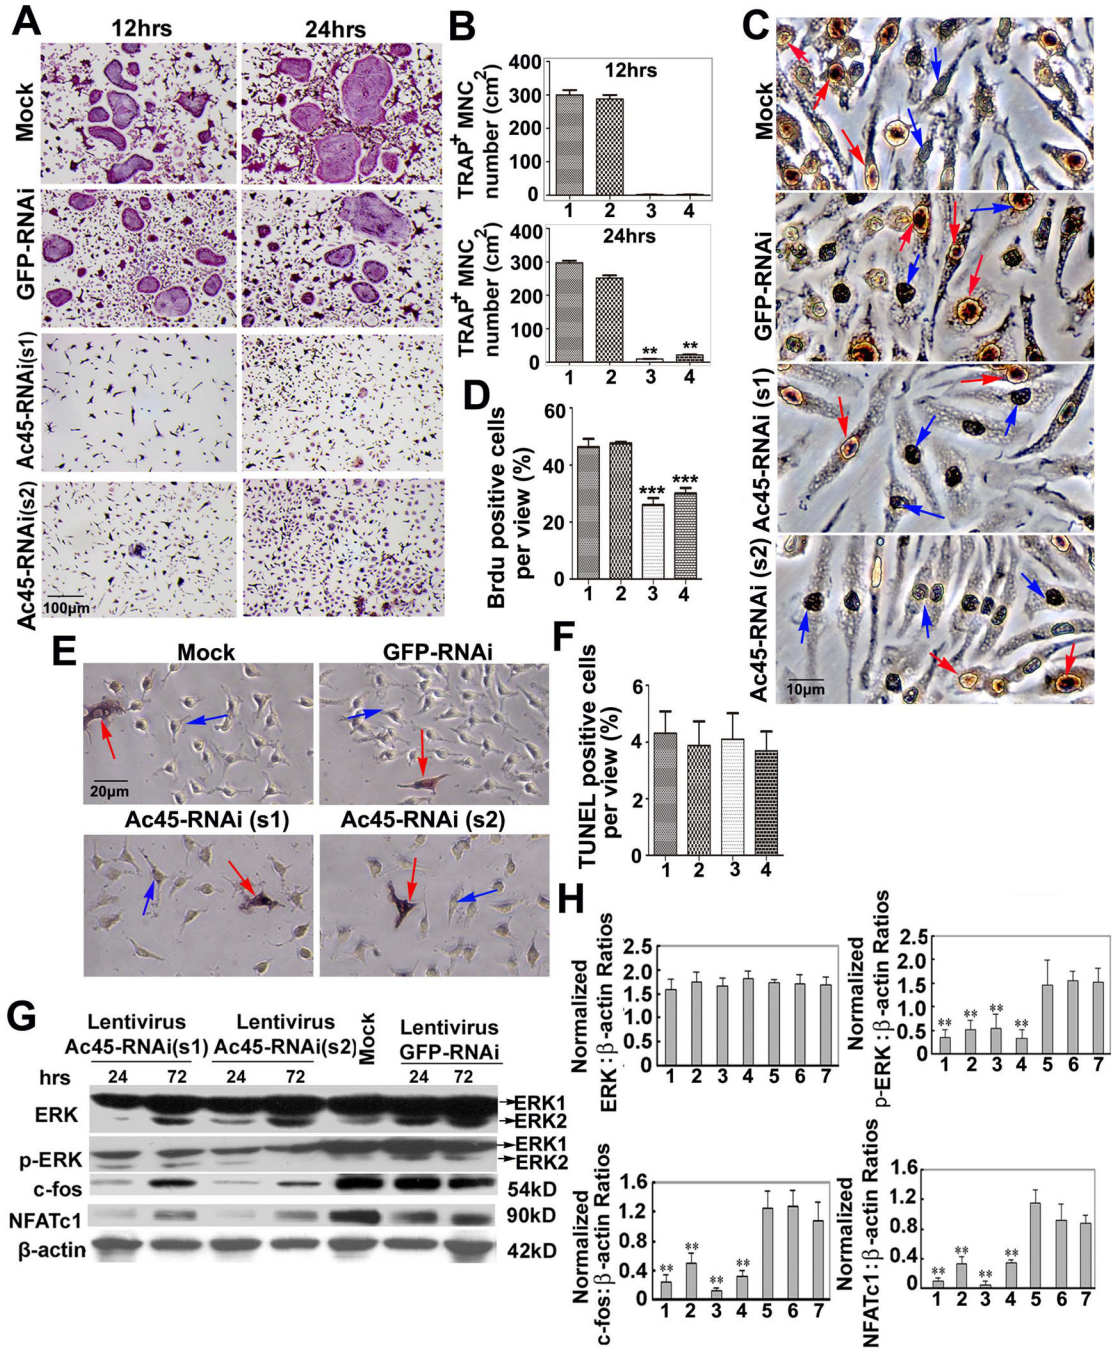 A
12hrs
24hrs
Mock
GFP-RNAi
Ac45-RNAi(s1)
Ac45-RNAi(s2)
100µm
B
TRAP+ MNC
number (cm2)
400
300
200
100
0
12hrs
1 2 3 4
TRAP+ MNC
number (cm2)
400
300
200
100
0
24hrs
** **
1 2 3 4
C
Mock
GFP-RNAi
Ac45-RNAi (s1)
Ac45-RNAi (s2)
10µm
D
Brdu positive cells
per view (%)
60
40
20
0
*** ***
1 2 3 4
E
Mock
GFP-RNAi
20µm
Ac45-RNAi (s1)
Ac45-RNAi (s2)
F
TUNEL positive cells
per view (%)
6
4
2
0
1 2 3 4
G
Lentivirus
Ac45-RNAi(s1)
Lentivirus
Ac45-RNAi(s2)
Mock
Lentivirus
GFP-RNAi
hrs 24 72 24 72 24 72
ERK
ERK1
ERK2
p-ERK
ERK1
ERK2
c-fos 54kD
NFATc1 90kD
β-actin 42kD
H
Normalized
ERK:β-actin Ratios
2.5
2.0
1.5
1.0
0.5
0
1 2 3 4 5 6 7
Normalized
p-ERK:β-actin Ratios
2.5
2.0
1.5
1.0
0.5
0
** ** ** **
1 2 3 4 5 6 7
Normalized
c-fos:β-actin Ratios
1.6
1.2
0.8
0.4
0
** ** ** **
1 2 3 4 5 6 7
Normalized
NFATc1:β-actin Ratios
1.6
1.2
0.8
0.4
0
** ** ** **
1 2 3 4 5 6 7